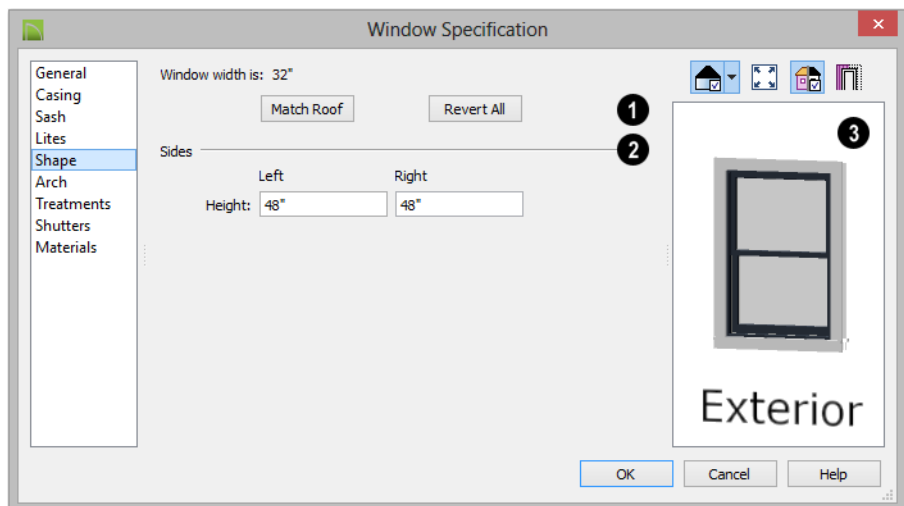 Window Specification
General
Casing
Sash
Lites
Shape
Arch
Treatments
Shutters
Materials
Window width is: 32"
Match Roof Revert All
1
Sides
2
Left Right
Height: 48" 48"
3
Exterior
OK Cancel Help